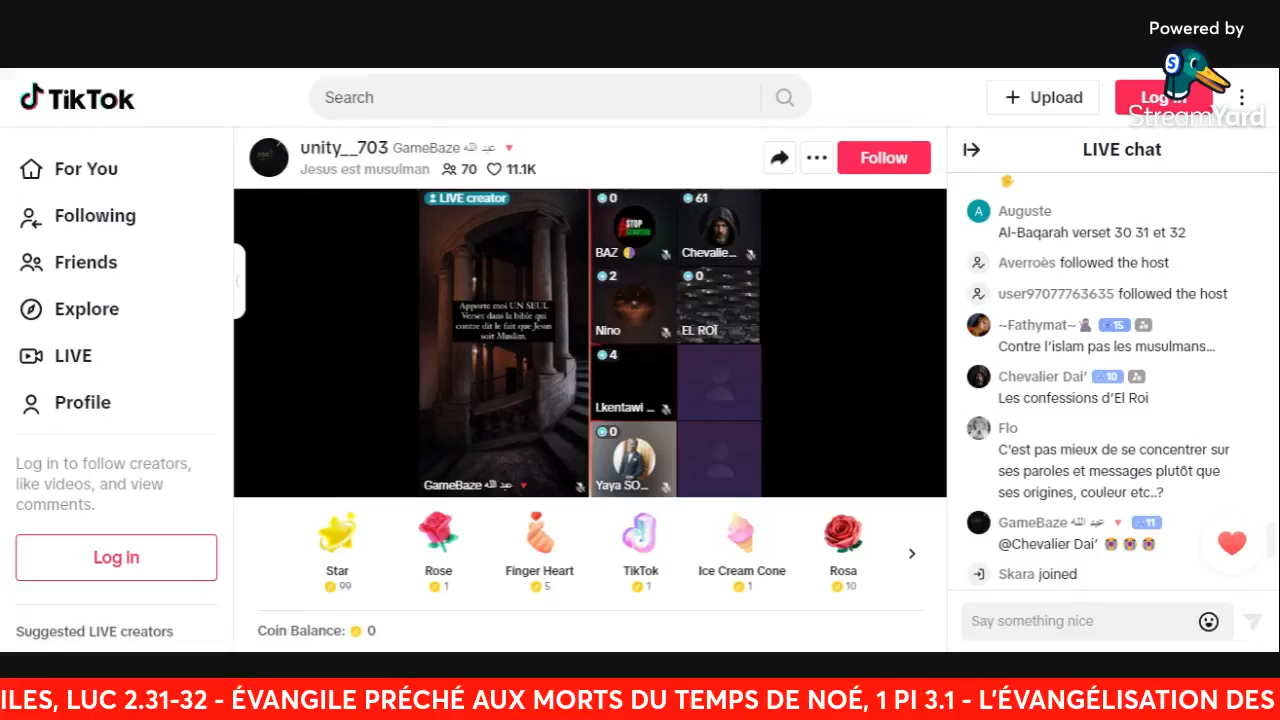 Powered by
StreamYard
TikTok
Search
Upload
Log in
unity__703 GameBaze عبد الله 🔻
Jesus est musulman 70 11.1K
Follow
LIVE chat
For You
Following
Friends
Explore
LIVE
Profile
Log in to follow creators,
like videos, and view
comments.
Log in
Suggested LIVE creators
LIVE creator
Apporte moi UN SEUL
Verset dans la bible qui
contre dit le fait que Jesus
soit Muslim.
GameBaze عبد الله 🔻
0
STOP
BAZ
61
Chevalie...
2
Nino
0
EL ROÏ
4
Lkentawi ...
0
Yaya SO...
Star
99
Rose
1
Finger Heart
5
TikTok
1
Ice Cream Cone
1
Rosa
10
Coin Balance: 0
A
Auguste
Al-Baqarah verset 30 31 et 32
Averroès followed the host
user97077763635 followed the host
~Fathymat~ 15
Contre l'islam pas les musulmans...
Chevalier Dai' 10
Les confessions d'El Roi
Flo
C'est pas mieux de se concentrer sur
ses paroles et messages plutôt que
ses origines, couleur etc..?
GameBaze عبد الله 🔻 11
@Chevalier Dai' 😭 😭 😭
Skara joined
Say something nice
ILES, LUC 2.31-32 - ÉVANGILE PRÉCHÉ AUX MORTS DU TEMPS DE NOÉ, 1 PI 3.1 - L'ÉVANGÉLISATION DES